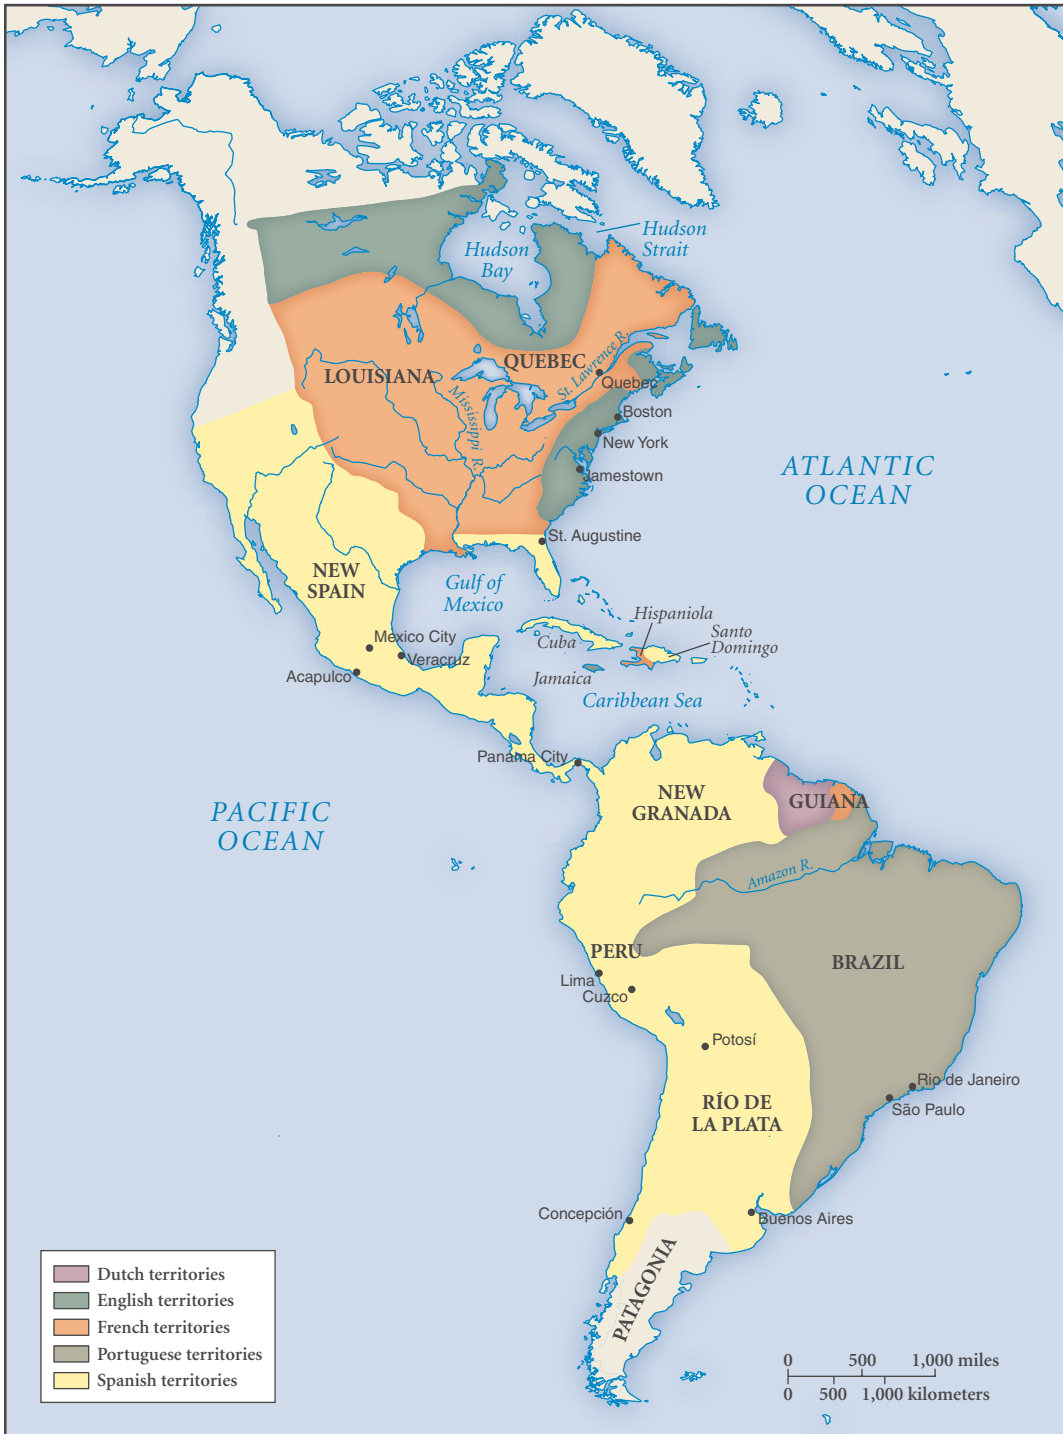 Hudson
Strait
Hudson
Bay
QUEBEC
St. Lawrence R.
LOUISIANA
Quebec
Mississippi R.
Boston
New York
ATLANTIC
OCEAN
Jamestown
St. Augustine
NEW
SPAIN
Gulf of
Mexico
Hispaniola
Santo
Domingo
Cuba
Mexico City
Veracruz
Acapulco
Jamaica
Caribbean Sea
Panama City
NEW
GRANADA
GUIANA
PACIFIC
OCEAN
Amazon R.
PERU
BRAZIL
Lima
Cuzco
Potosí
Rio de Janeiro
São Paulo
RÍO DE
LA PLATA
Concepción
Buenos Aires
PATAGONIA
Dutch territories
English territories
French territories
Portuguese territories
Spanish territories
0 500 1,000 miles
0 500 1,000 kilometers